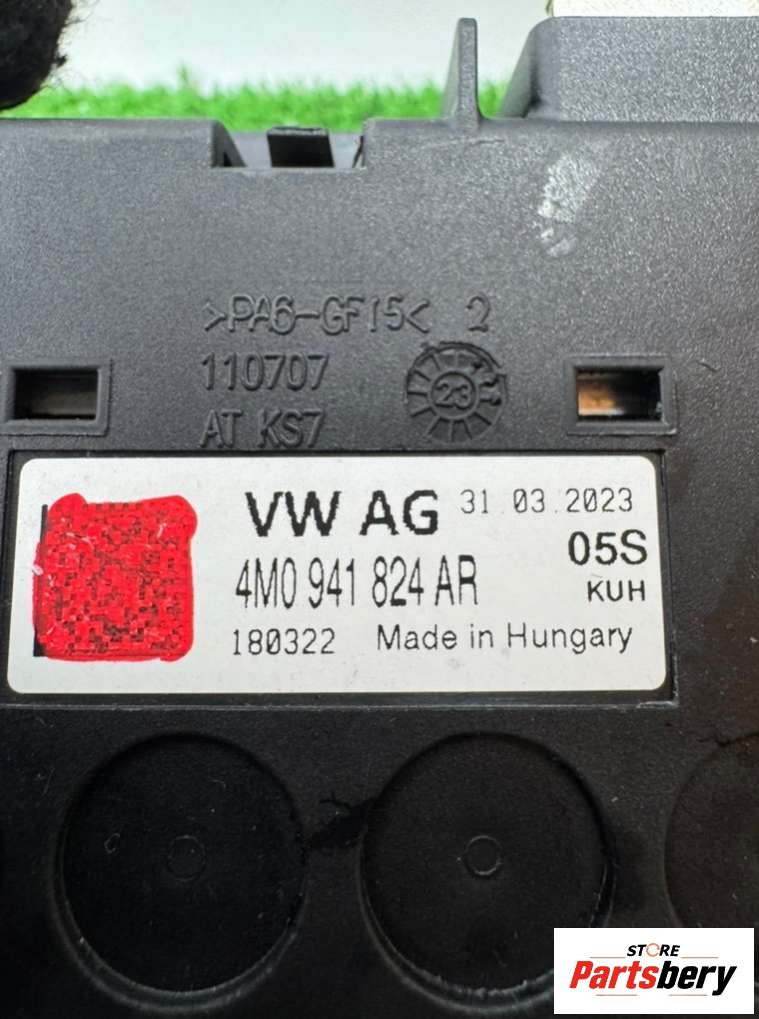 >PA6-GF15< 2
110707
23
AT KS7
VW AG 31.03.2023
05S
4M0 941 824 AR
KUH
180322 Made in Hungary
STORE
Partsbery